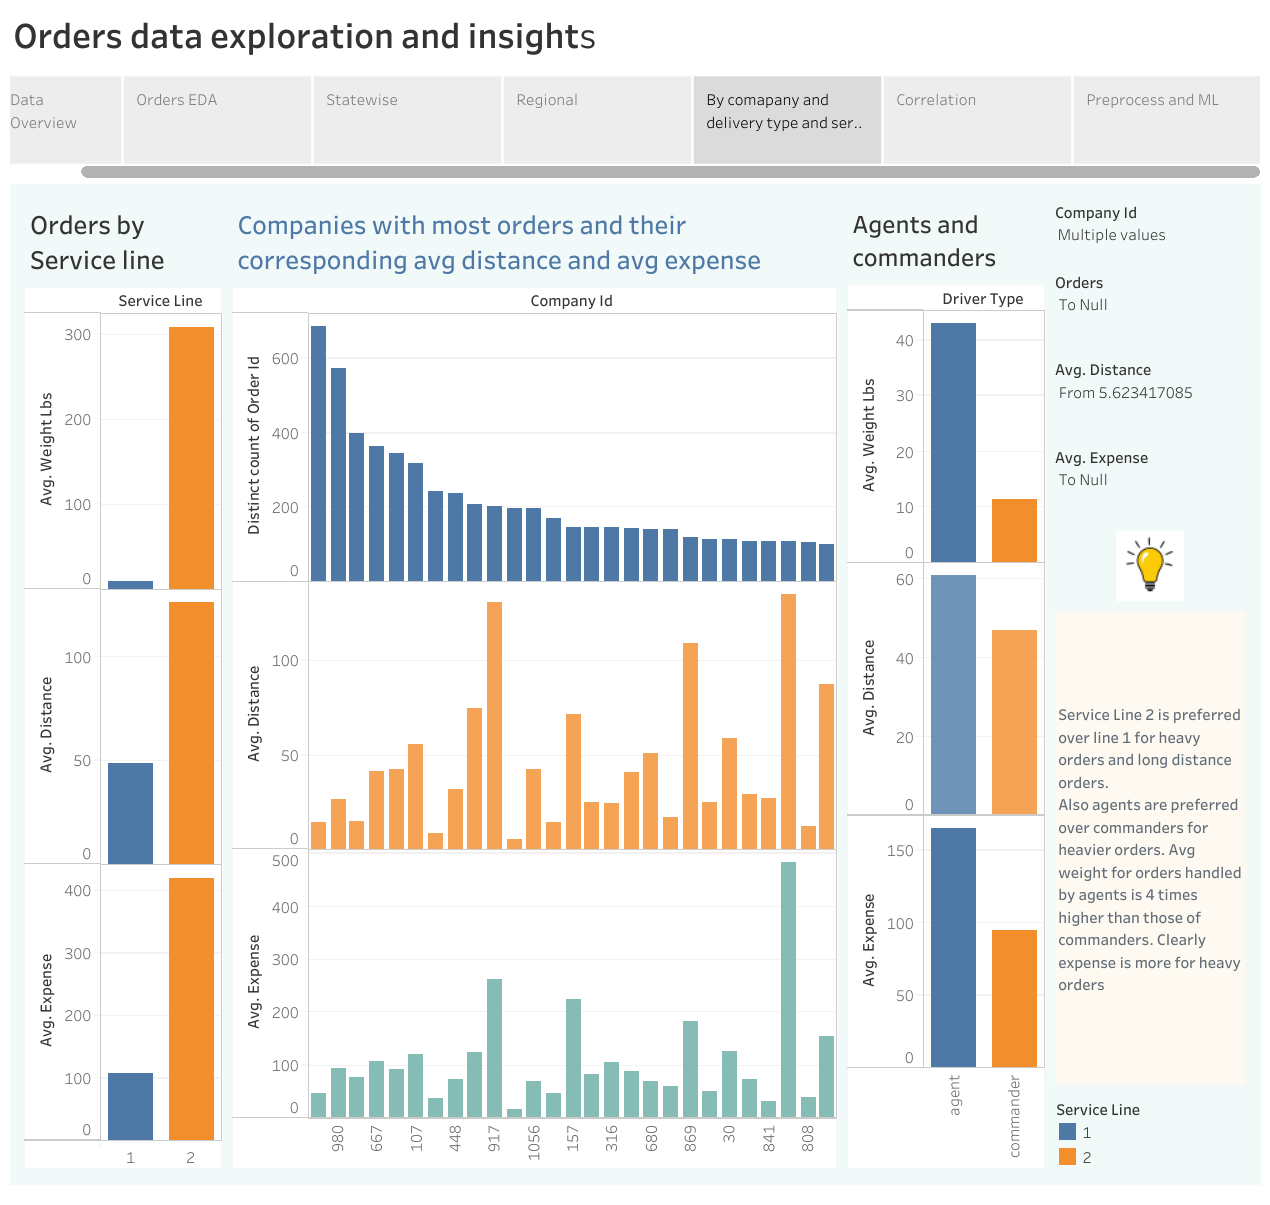 Orders data exploration and insights
Data
Overview
Orders EDA
Statewise
Regional
By comapany and
delivery type and ser..
Correlation
Preprocess and ML
Orders by
Service line
Service Line
300
200
100
0
Avg. Weight Lbs
100
50
0
Avg. Distance
400
300
200
100
0
Avg. Expense
1
2
Companies with most orders and their
corresponding avg distance and avg expense
Company Id
600
400
200
0
Distinct count of Order Id
100
50
0
Avg. Distance
500
400
300
200
100
0
Avg. Expense
980
667
107
448
917
1056
157
316
680
869
30
841
808
Agents and
commanders
Driver Type
40
30
20
10
0
Avg. Weight Lbs
60
40
20
0
Avg. Distance
150
100
50
0
Avg. Expense
agent
commander
Company Id
Multiple values
Orders
To Null
Avg. Distance
From 5.623417085
Avg. Expense
To Null
Service Line 2 is preferred
over line 1 for heavy
orders and long distance
orders.
Also agents are preferred
over commanders for
heavier orders. Avg
weight for orders handled
by agents is 4 times
higher than those of
commanders. Clearly
expense is more for heavy
orders
Service Line
1
2